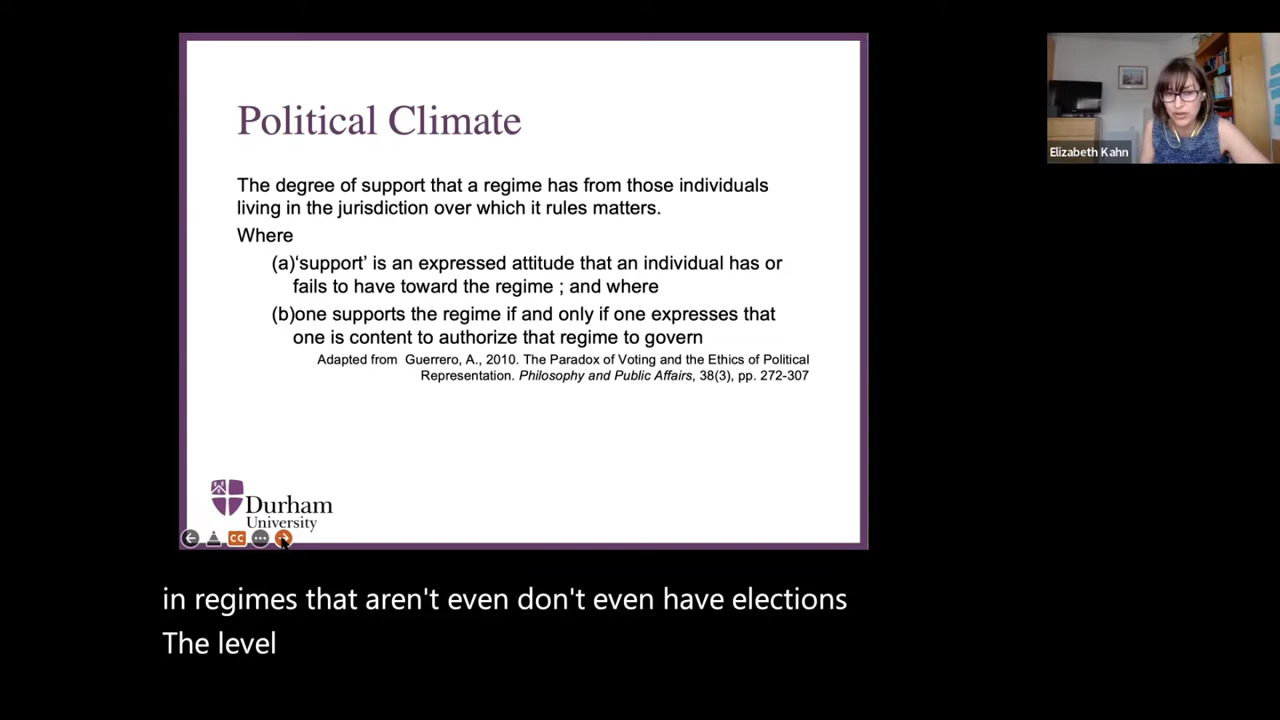 Political Climate
The degree of support that a regime has from those individuals
living in the jurisdiction over which it rules matters.
Where
(a)‘support’ is an expressed attitude that an individual has or
fails to have toward the regime ; and where
(b)one supports the regime if and only if one expresses that
one is content to authorize that regime to govern
Adapted from Guerrero, A., 2010. The Paradox of Voting and the Ethics of Political
Representation. Philosophy and Public Affairs, 38(3), pp. 272-307
Durham
University
CC
Elizabeth Kahn
in regimes that aren't even don't even have elections
The level